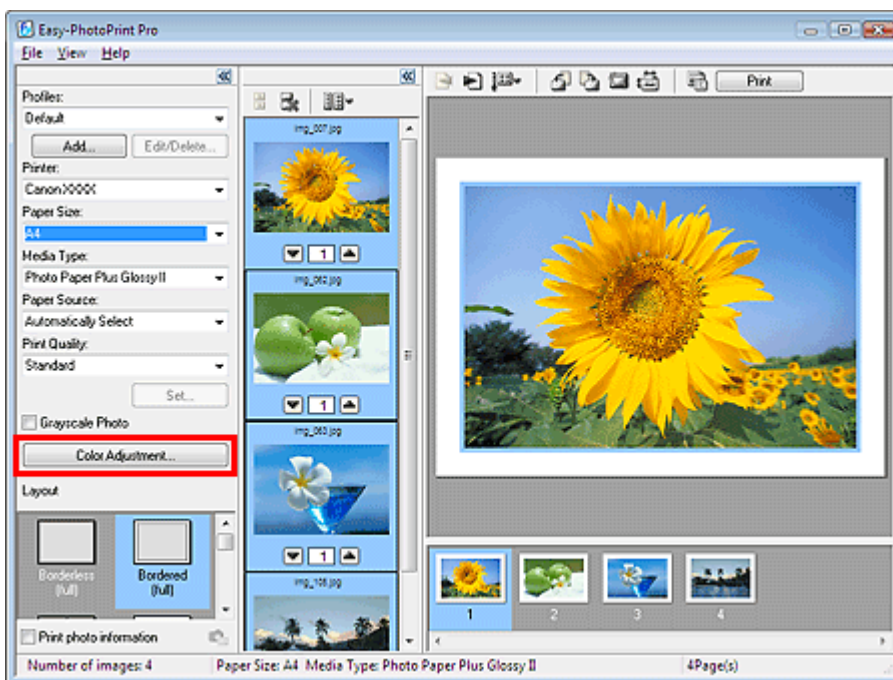 Easy-PhotoPrint Pro
File View Help
Profiles:
Default
Add... Edit/Delete...
Printer:
Canon XXXX
Paper Size:
A4
Media Type:
Photo Paper Plus Glossy II
Paper Source:
Automatically Select
Print Quality:
Standard
Set...
Grayscale Photo
Color Adjustment...
Layout
Borderless
(full)
Bordered
(full)
Print photo information
img_007.jpg
1
img_062.jpg
1
img_063.jpg
1
img_108.jpg
Print
1 2 3 4
Number of images: 4 Paper Size: A4 Media Type: Photo Paper Plus Glossy II 4Page(s)